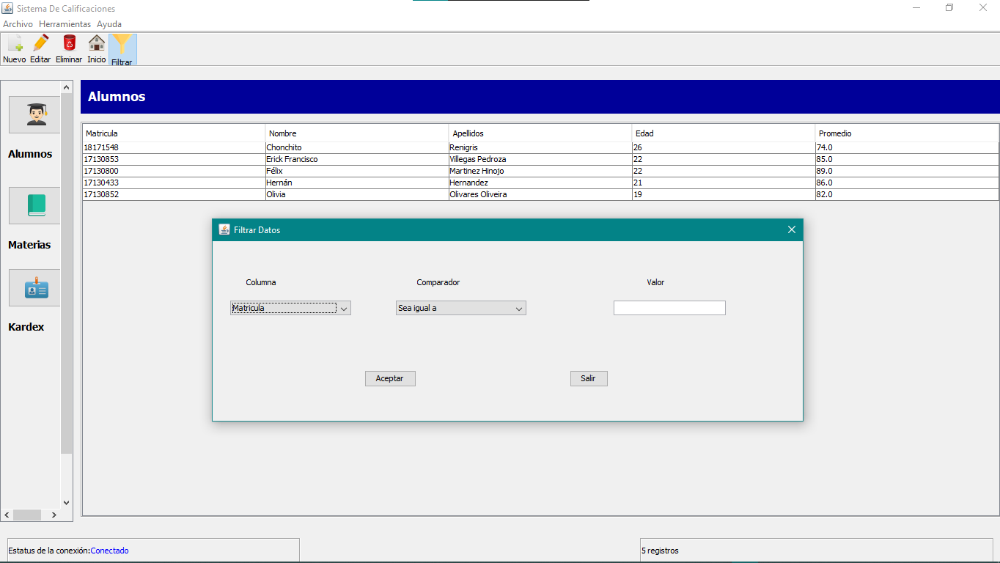 Sistema De Calificaciones
Archivo Herramientas Ayuda
Nuevo Editar Eliminar Inicio Filtrar
Alumnos
Materias
Kardex
Alumnos
Matricula Nombre Apellidos Edad Promedio
18171548 Chonchito Renigris 26 74.0
17130853 Erick Francisco Villegas Pedroza 22 85.0
17130800 Félix Martinez Hinojo 22 89.0
17130433 Hernán Hernandez 21 86.0
17130852 Olivia Olivares Oliveira 19 82.0
Filtrar Datos
Columna Comparador Valor
Matricula Sea igual a
Aceptar Salir
Estatus de la conexión:Conectado
5 registros